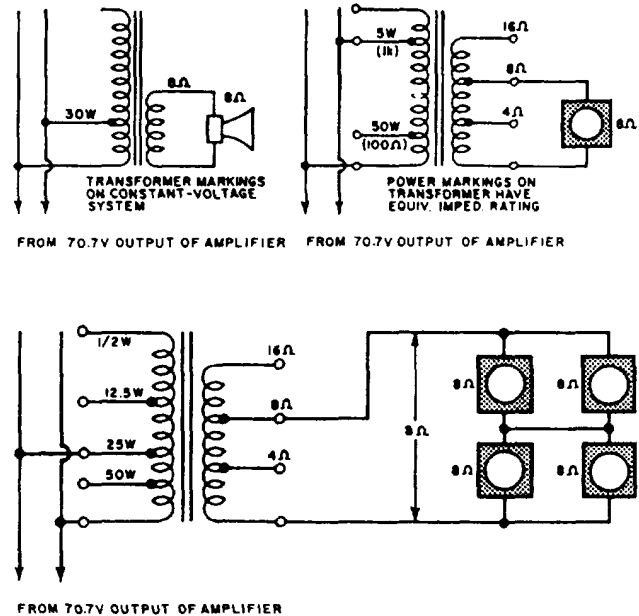 8Ω
8Ω
30W
TRANSFORMER MARKINGS
ON CONSTANT-VOLTAGE
SYSTEM
FROM 70.7V OUTPUT OF AMPLIFIER
16Ω
5W
(1k)
8Ω
4Ω
50W
(100Ω)
8Ω
POWER MARKINGS ON
TRANSFORMER HAVE
EQUIV. IMPED. RATING
FROM 70.7V OUTPUT OF AMPLIFIER
1/2W
16Ω
12.5W
8Ω
25W
4Ω
50W
8Ω
8Ω
8Ω
8Ω
8Ω
FROM 70.7V OUTPUT OF AMPLIFIER